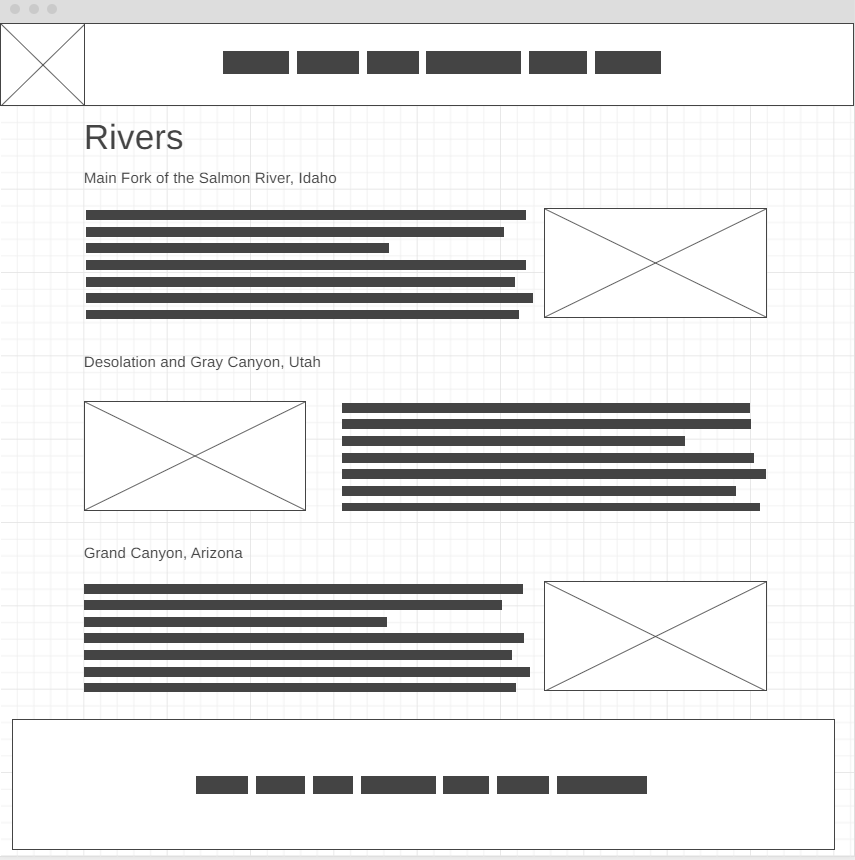 Rivers
Main Fork of the Salmon River, Idaho
Desolation and Gray Canyon, Utah
Grand Canyon, Arizona